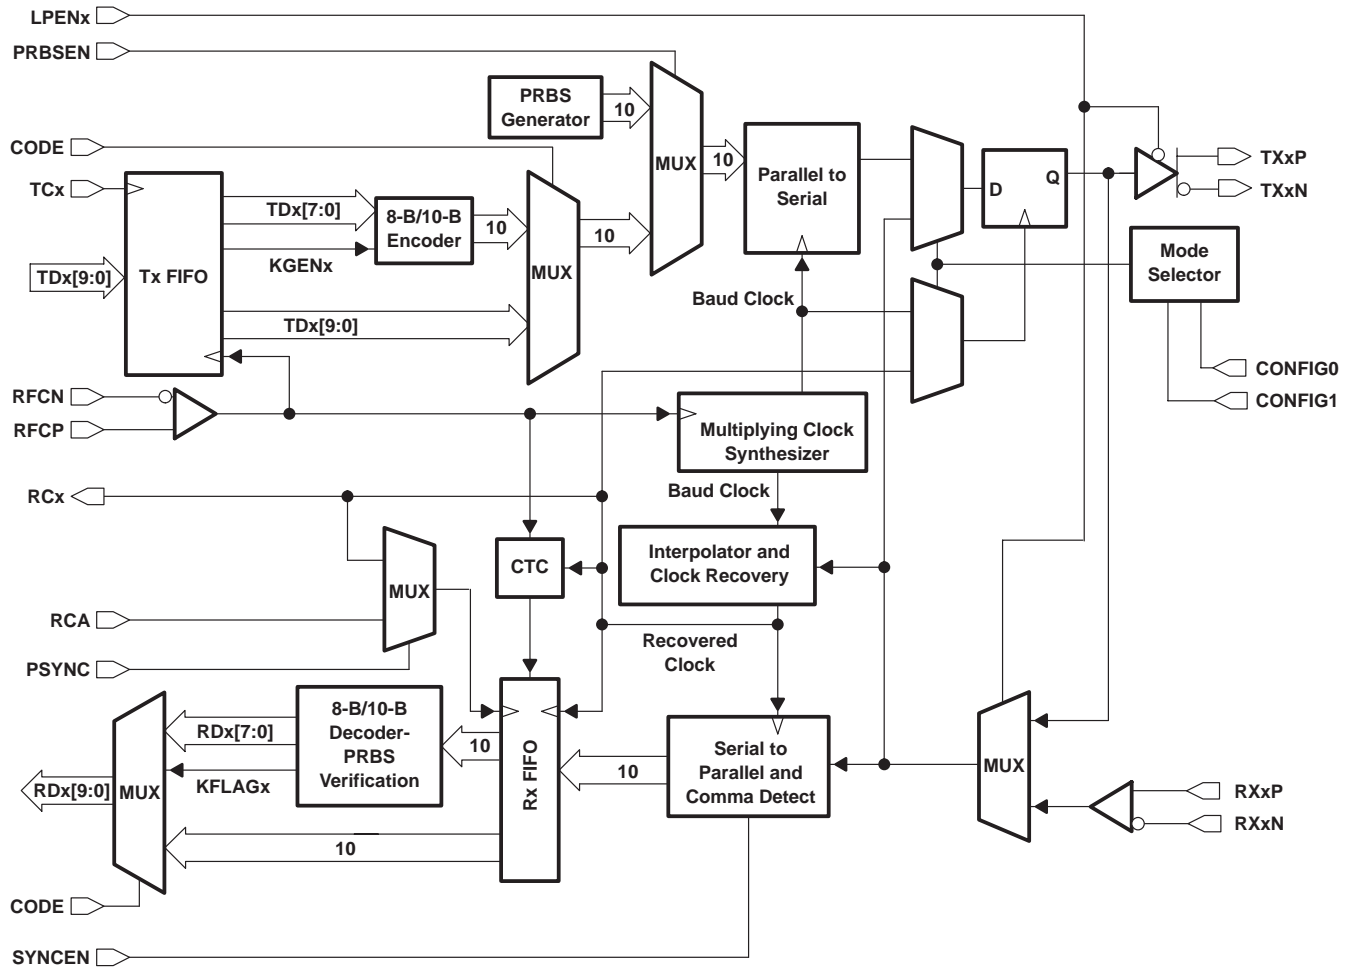 LPENx
PRBSEN
PRBS
Generator
10
MUX
10
CODE
TCx
TDx[7:0]
8-B/10-B
Encoder
10
10
KGENx
TDx[9:0]
Tx FIFO
MUX
TDx[9:0]
Parallel to
Serial
Baud Clock
D
Q
TXxP
TXxN
Mode
Selector
CONFIG0
CONFIG1
RFCN
RFCP
Multiplying Clock
Synthesizer
Baud Clock
RCx
Interpolator and
Clock Recovery
CTC
MUX
RCA
PSYNC
Recovered
Clock
8-B/10-B
Decoder-
PRBS
Verification
RDx[7:0]
KFLAGx
RDx[9:0]
MUX
10
10
Rx FIFO
10
Serial to
Parallel and
Comma Detect
MUX
RXxP
RXxN
CODE
SYNCEN